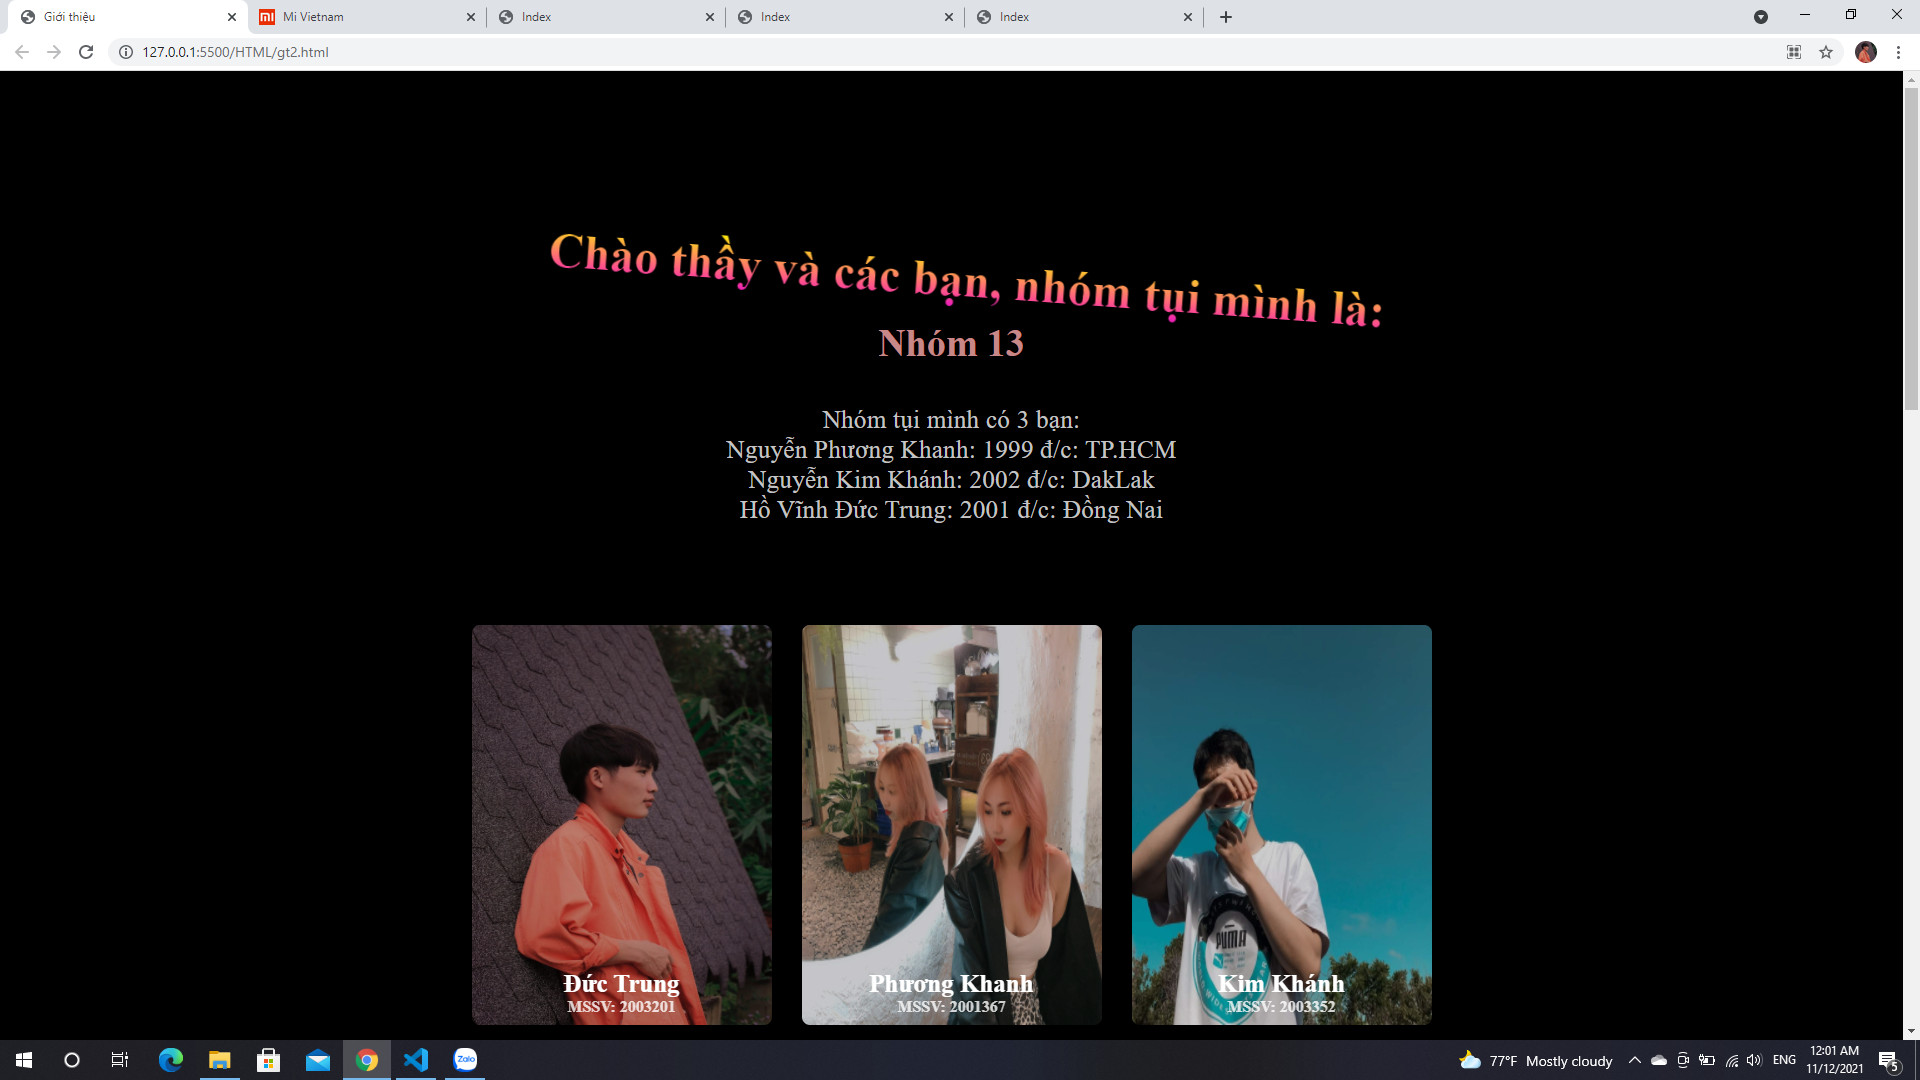 Giới thiệu
Mi Vietnam
Index
Index
Index
127.0.0.1:5500/HTML/gt2.html
Chào thầy và các bạn, nhóm tụi mình là:
Nhóm 13
Nhóm tụi mình có 3 bạn:
Nguyễn Phương Khanh: 1999 đ/c: TP.HCM
Nguyễn Kim Khánh: 2002 đ/c: DakLak
Hồ Vĩnh Đức Trung: 2001 đ/c: Đồng Nai
PUMA
Đức Trung
MSSV: 2003201
Phương Khanh
MSSV: 2001367
Kim Khánh
MSSV: 2003352
Zalo
77°F Mostly cloudy
ENG
12:01 AM
11/12/2021
5